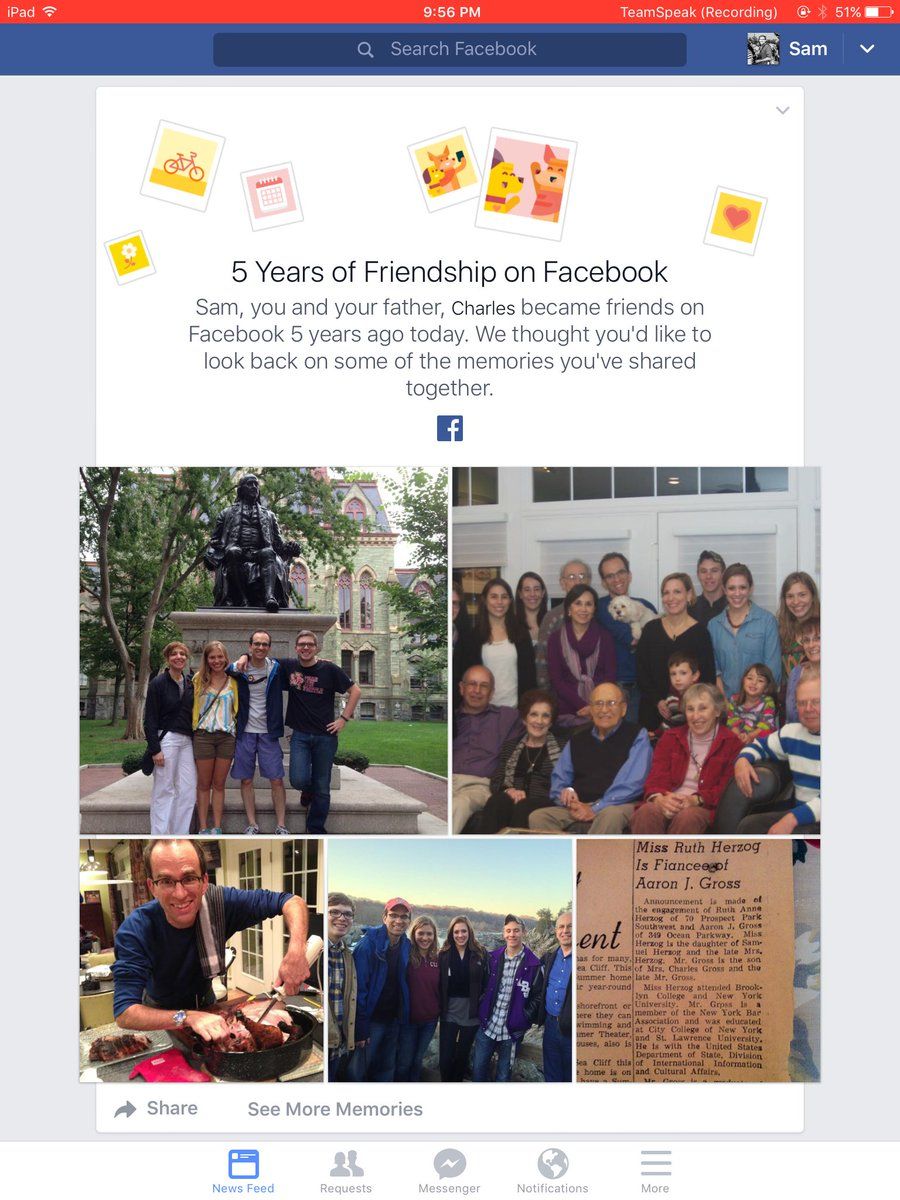 iPad 9:56 PM TeamSpeak (Recording) 51%
Search Facebook Sam
5 Years of Friendship on Facebook
Sam, you and your father, Charles became friends on
Facebook 5 years ago today. We thought you'd like to
look back on some of the memories you've shared
together.
Miss Ruth Herzog
Is Fiancee of
Aaron J. Gross
Announcement is made of
the engagement of Ruth Anne
Herzog of 70 Prospect Park
Southwest and Aaron J. Gross
of 349 Ocean Parkway. Miss
Herzog is the daughter of Sam-
uel Herzog and the late Mrs.
Herzog. Mr. Gross is the son
of Mrs. Charles Gross and the
late Mr. Gross.
Miss Herzog attended Brook-
lyn College and New York
University. Mr. Gross is a
member of the New York Bar
Association and was educated
at City College of New York
and St. Lawrence University.
He is with the United States
Department of State, Division
of International Information
and Cultural Affairs.
ent
has for many
ea Cliff. This
ummer home
year-round
shorefront or
ere they can
wimming and
mer Theater,
ouses, also is
Sea Cliff this
home is on
Share See More Memories
News Feed Requests Messenger Notifications More